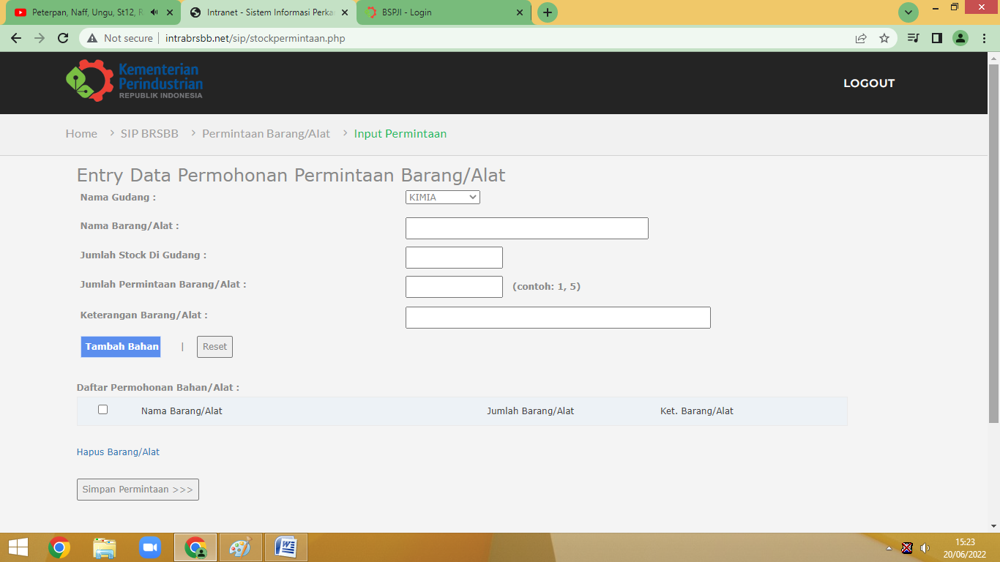 Peterpan, Naff, Ungu, St12, R
Intranet - Sistem Informasi Perka
BSPJI - Login
Not secure intrabrsbb.net/sip/stockpermintaan.php
Kementerian
Perindustrian
REPUBLIK INDONESIA
LOGOUT
Home > SIP BRSBB > Permintaan Barang/Alat > Input Permintaan
Entry Data Permohonan Permintaan Barang/Alat
Nama Gudang : KIMIA
Nama Barang/Alat :
Jumlah Stock Di Gudang :
Jumlah Permintaan Barang/Alat : (contoh: 1, 5)
Keterangan Barang/Alat :
Tambah Bahan | Reset
Daftar Permohonan Bahan/Alat :
Nama Barang/Alat Jumlah Barang/Alat Ket. Barang/Alat
Hapus Barang/Alat
Simpan Permintaan >>>
15:23
20/06/2022